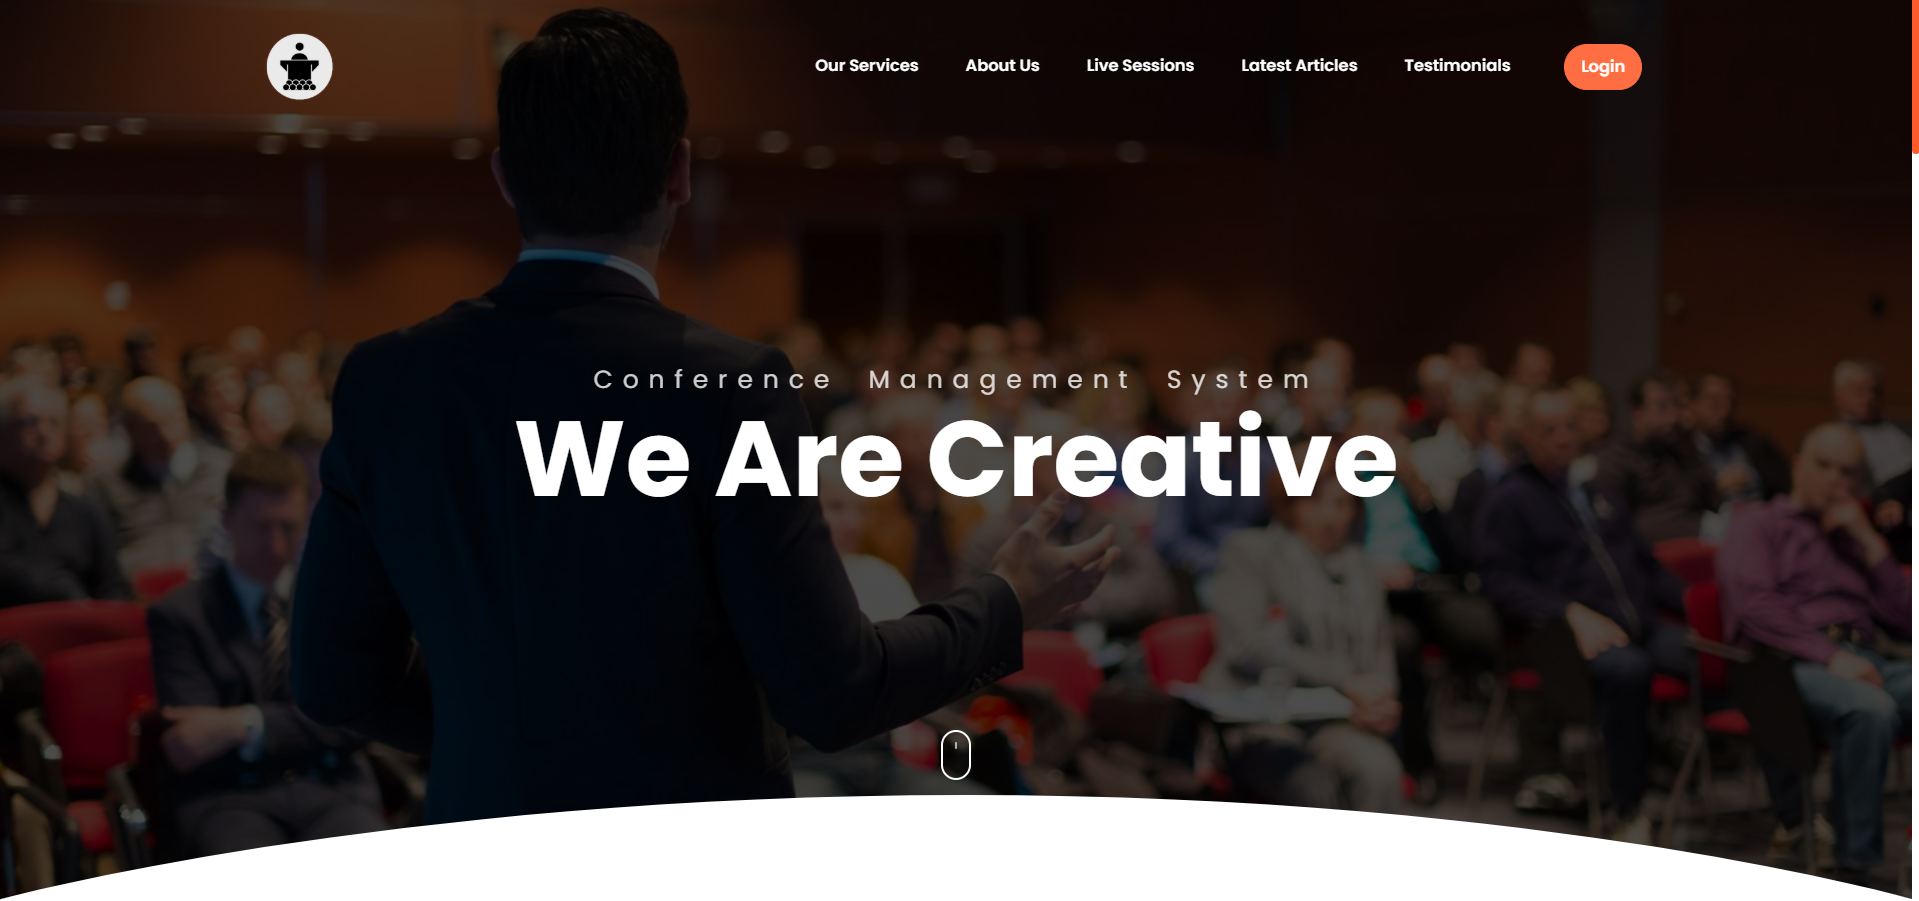 Our Services About Us Live Sessions Latest Articles Testimonials Login
Conference Management System
We Are Creative